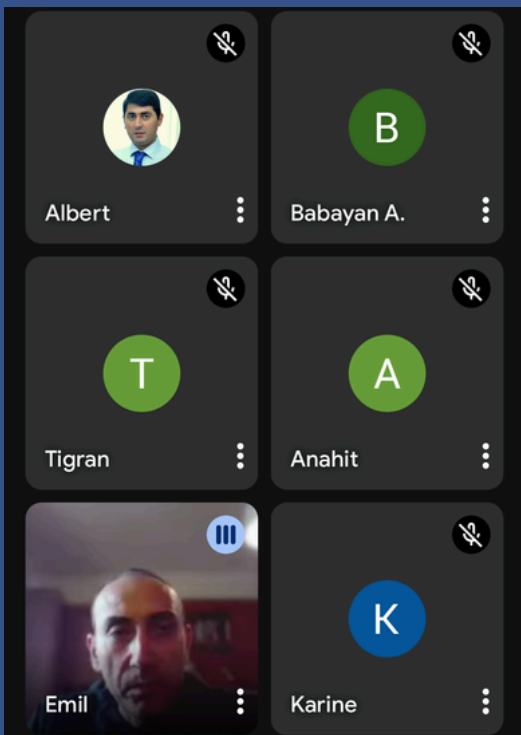 B
Albert
Babayan A.
T
A
Tigran
Anahit
K
Emil
Karine